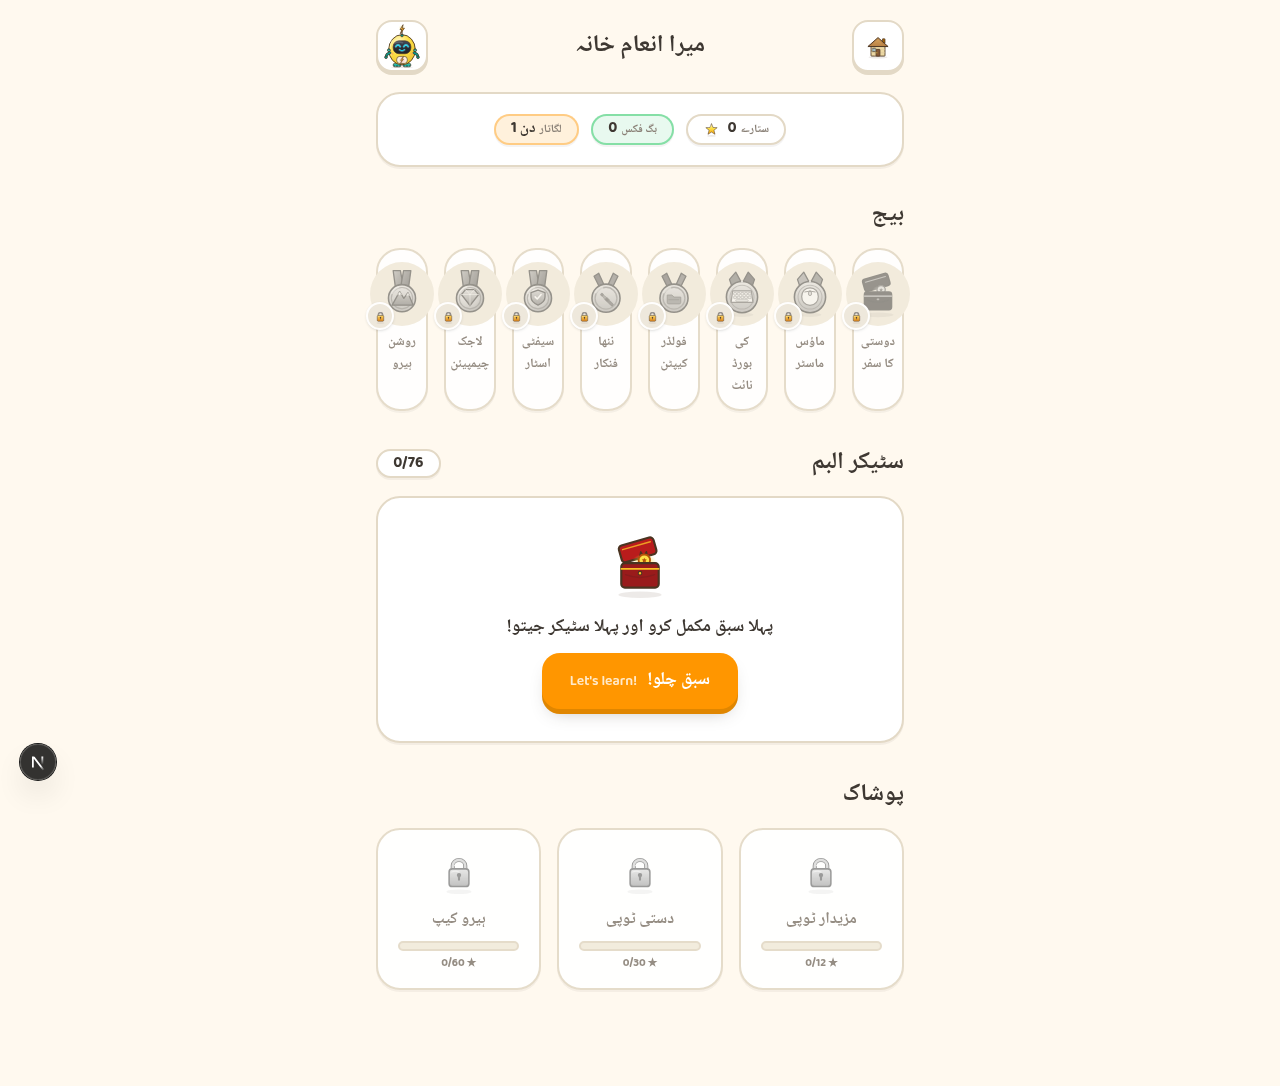 میرا انعام خانہ
ستارے 0
بگ فکس 0
لگاتار دن 1
بیج
دوستی کا سفر
ماؤس ماسٹر
کی بورڈ نائٹ
فولڈر کیپٹن
ننھا فنکار
سیفٹی اسٹار
لاجک چیمپیئن
روشن ہیرو
سٹیکر البم
0/76
پہلا سبق مکمل کرو اور پہلا سٹیکر جیتو!
سبق چلو! Let's learn!
پوشاک
مزیدار ٹوپی
0/12 ★
دستی ٹوپی
0/30 ★
ہیرو کیپ
0/60 ★
N